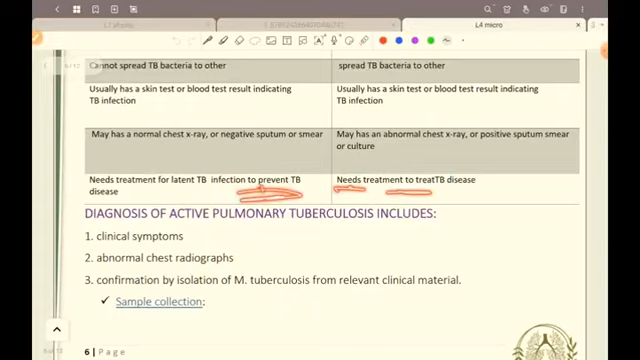 L4 micro
Cannot spread TB bacteria to other
spread TB bacteria to other
Usually has a skin test or blood test result indicating
TB infection
Usually has a skin test or blood test result indicating
TB infection
May has a normal chest x-ray, or negative sputum or smear
May has an abnormal chest x-ray, or positive sputum smear
or culture
Needs treatment for latent TB infection to prevent TB
disease
Needs treatment to treatTB disease
DIAGNOSIS OF ACTIVE PULMONARY TUBERCULOSIS INCLUDES:
1. clinical symptoms
2. abnormal chest radiographs
3. confirmation by isolation of M. tuberculosis from relevant clinical material.
✓ Sample collection:
6 | Page